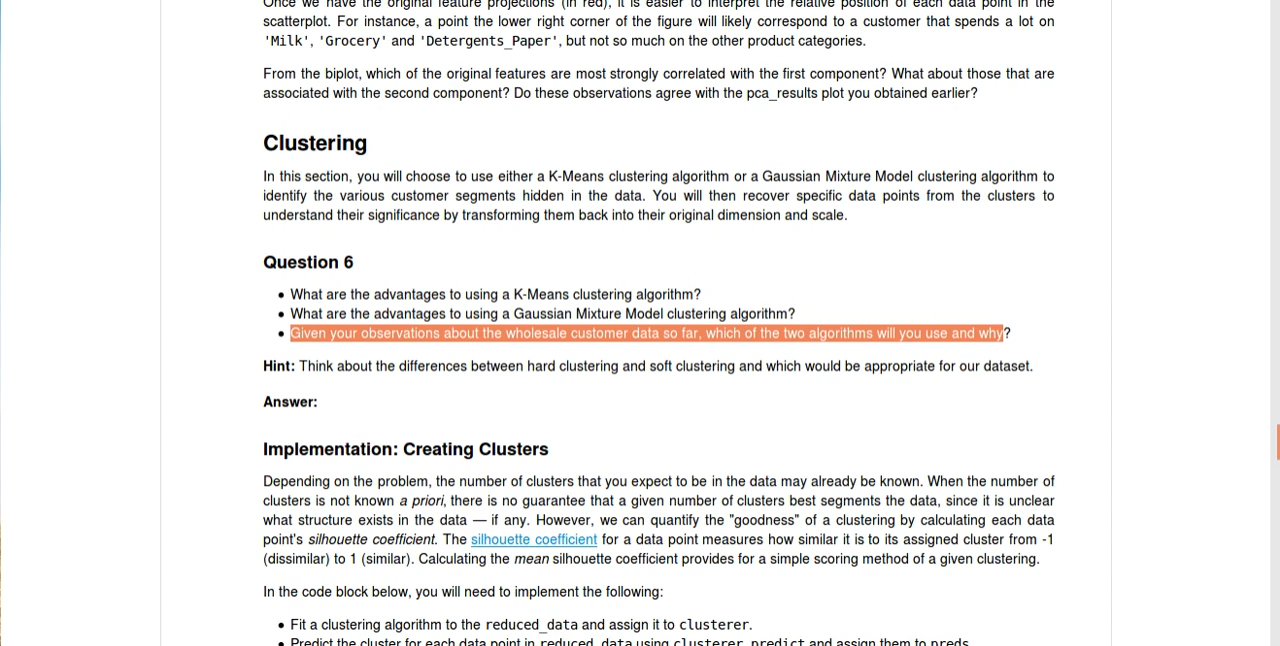 Once we have the original feature projections (in red), it is easier to interpret the relative position of each data point in the
scatterplot. For instance, a point the lower right corner of the figure will likely correspond to a customer that spends a lot on
'Milk', 'Grocery' and 'Detergents_Paper', but not so much on the other product categories.
From the biplot, which of the original features are most strongly correlated with the first component? What about those that are
associated with the second component? Do these observations agree with the pca_results plot you obtained earlier?
Clustering
In this section, you will choose to use either a K-Means clustering algorithm or a Gaussian Mixture Model clustering algorithm to
identify the various customer segments hidden in the data. You will then recover specific data points from the clusters to
understand their significance by transforming them back into their original dimension and scale.
Question 6
• What are the advantages to using a K-Means clustering algorithm?
• What are the advantages to using a Gaussian Mixture Model clustering algorithm?
• Given your observations about the wholesale customer data so far, which of the two algorithms will you use and why?
Hint: Think about the differences between hard clustering and soft clustering and which would be appropriate for our dataset.
Answer:
Implementation: Creating Clusters
Depending on the problem, the number of clusters that you expect to be in the data may already be known. When the number of
clusters is not known a priori, there is no guarantee that a given number of clusters best segments the data, since it is unclear
what structure exists in the data — if any. However, we can quantify the "goodness" of a clustering by calculating each data
point's silhouette coefficient. The silhouette coefficient for a data point measures how similar it is to its assigned cluster from -1
(dissimilar) to 1 (similar). Calculating the mean silhouette coefficient provides for a simple scoring method of a given clustering.
In the code block below, you will need to implement the following:
• Fit a clustering algorithm to the reduced_data and assign it to clusterer.
• Predict the cluster for each data point in reduced_data using clusterer.predict and assign them to preds.